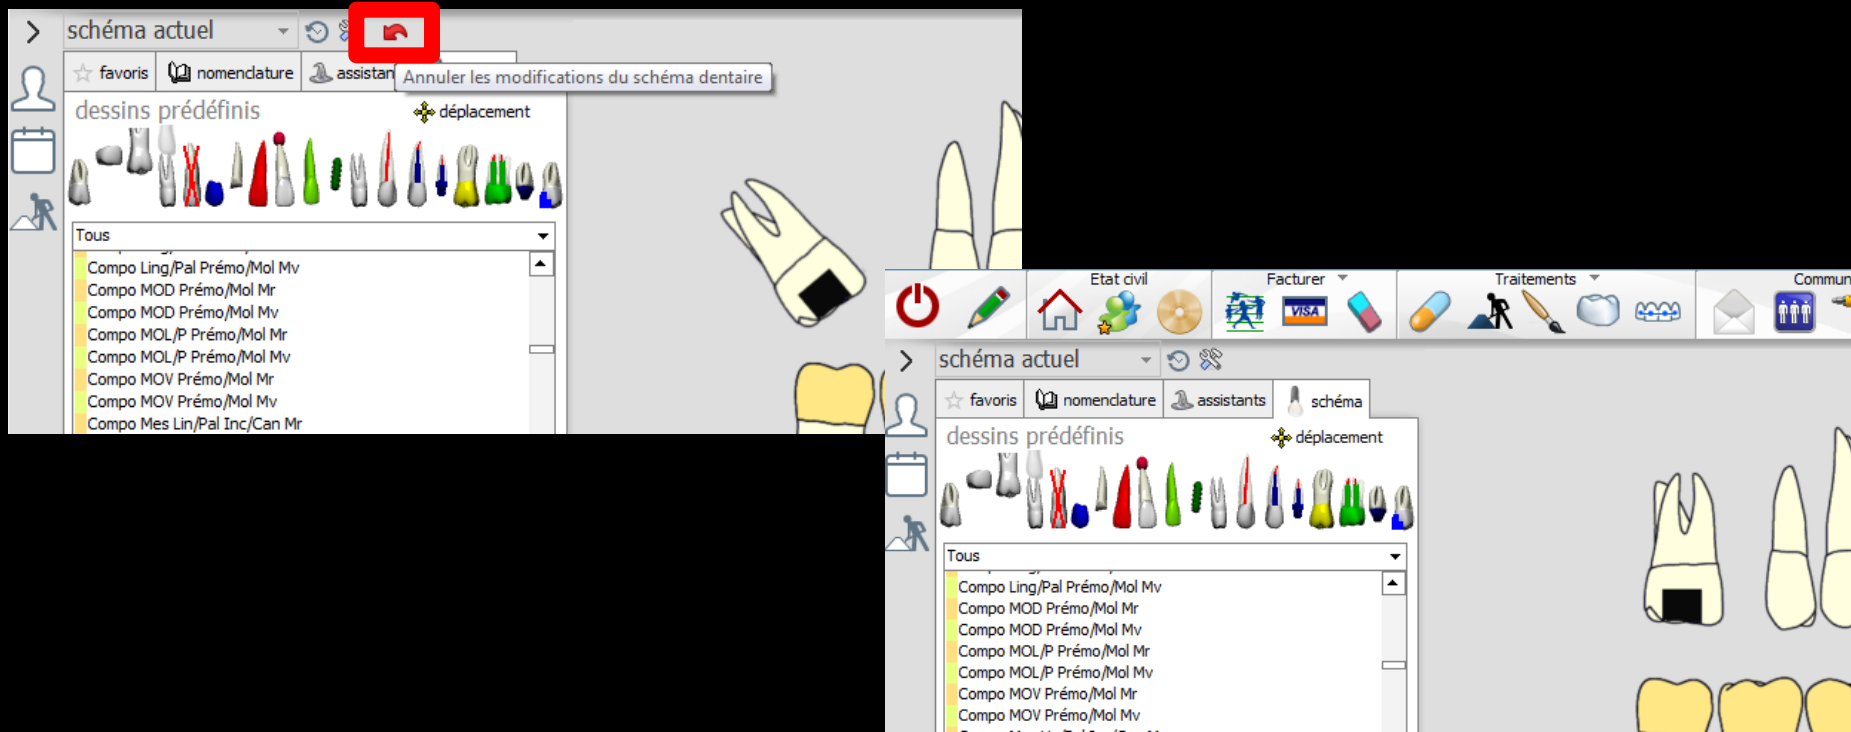 schéma actuel
favoris
nomenclature
assistan
Annuler les modifications du schéma dentaire
dessins prédéfinis
déplacement
Tous
Compo Ling/Pal Prémo/Mol Mv
Compo MOD Prémo/Mol Mr
Compo MOD Prémo/Mol Mv
Compo MOL/P Prémo/Mol Mr
Compo MOL/P Prémo/Mol Mv
Compo MOV Prémo/Mol Mr
Compo MOV Prémo/Mol Mv
Compo Mes Lin/Pal Inc/Can Mr
Etat civil
Facturer
Traitements
Commun
VISA
schéma actuel
favoris
nomenclature
assistants
schéma
dessins prédéfinis
déplacement
Tous
Compo Ling/Pal Prémo/Mol Mv
Compo MOD Prémo/Mol Mr
Compo MOD Prémo/Mol Mv
Compo MOL/P Prémo/Mol Mr
Compo MOL/P Prémo/Mol Mv
Compo MOV Prémo/Mol Mr
Compo MOV Prémo/Mol Mv